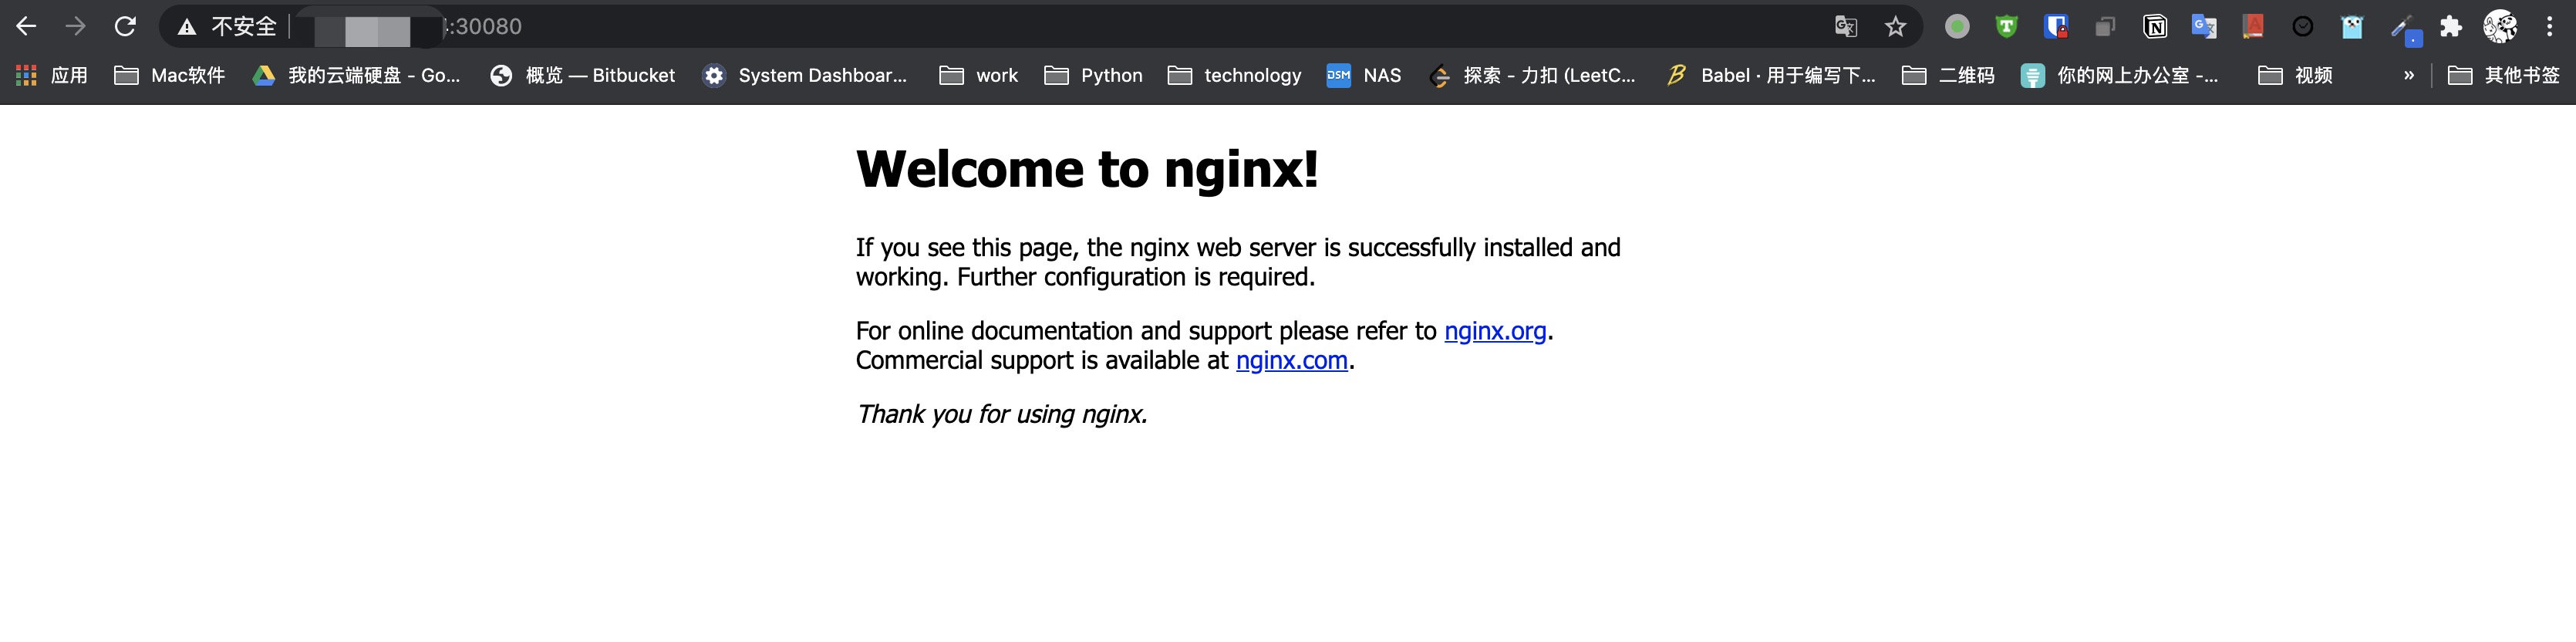 不安全 :30080
应用 Mac软件 我的云端硬盘 - Go... 概览 — Bitbucket System Dashboar... work Python technology DSM NAS 探索 - 力扣 (LeetC... Babel · 用于编写下... 二维码 你的网上办公室 -... 视频 » 其他书签
Welcome to nginx!
If you see this page, the nginx web server is successfully installed and
working. Further configuration is required.
For online documentation and support please refer to nginx.org.
Commercial support is available at nginx.com.
Thank you for using nginx.